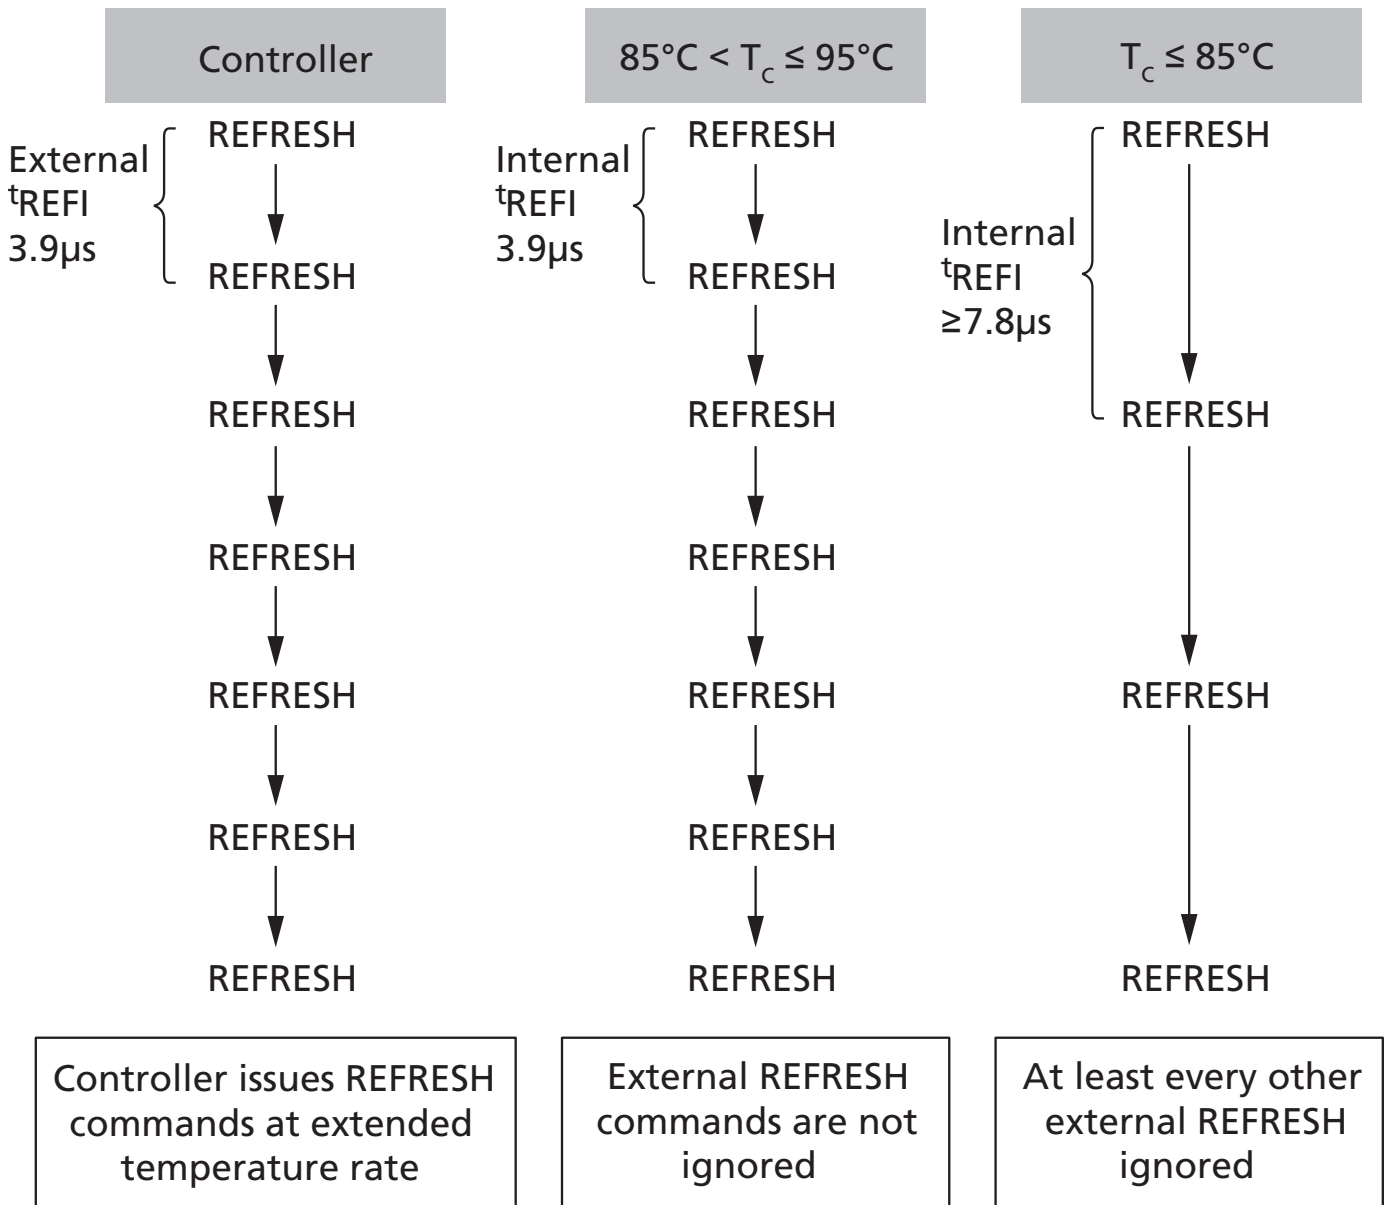 Controller
85°C < TC ≤ 95°C
TC ≤ 85°C
External
tREFI
3.9µs
REFRESH
REFRESH
REFRESH
REFRESH
REFRESH
REFRESH
REFRESH
Internal
tREFI
3.9µs
REFRESH
REFRESH
REFRESH
REFRESH
REFRESH
REFRESH
REFRESH
Internal
tREFI
≥7.8µs
REFRESH
REFRESH
REFRESH
REFRESH
Controller issues REFRESH
commands at extended
temperature rate
External REFRESH
commands are not
ignored
At least every other
external REFRESH
ignored